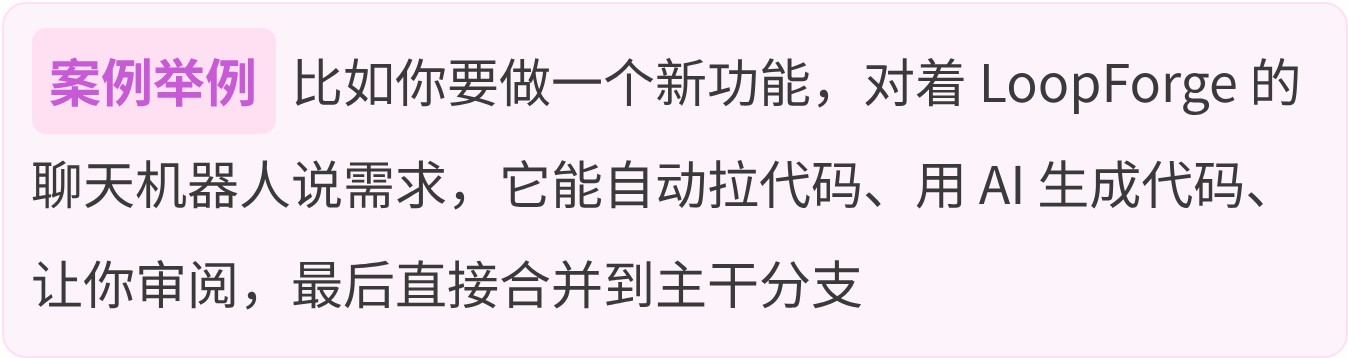 案例举例 比如你要做一个新功能，对着 LoopForge 的
聊天机器人说需求，它能自动拉代码、用 AI 生成代码、
让你审阅，最后直接合并到主干分支